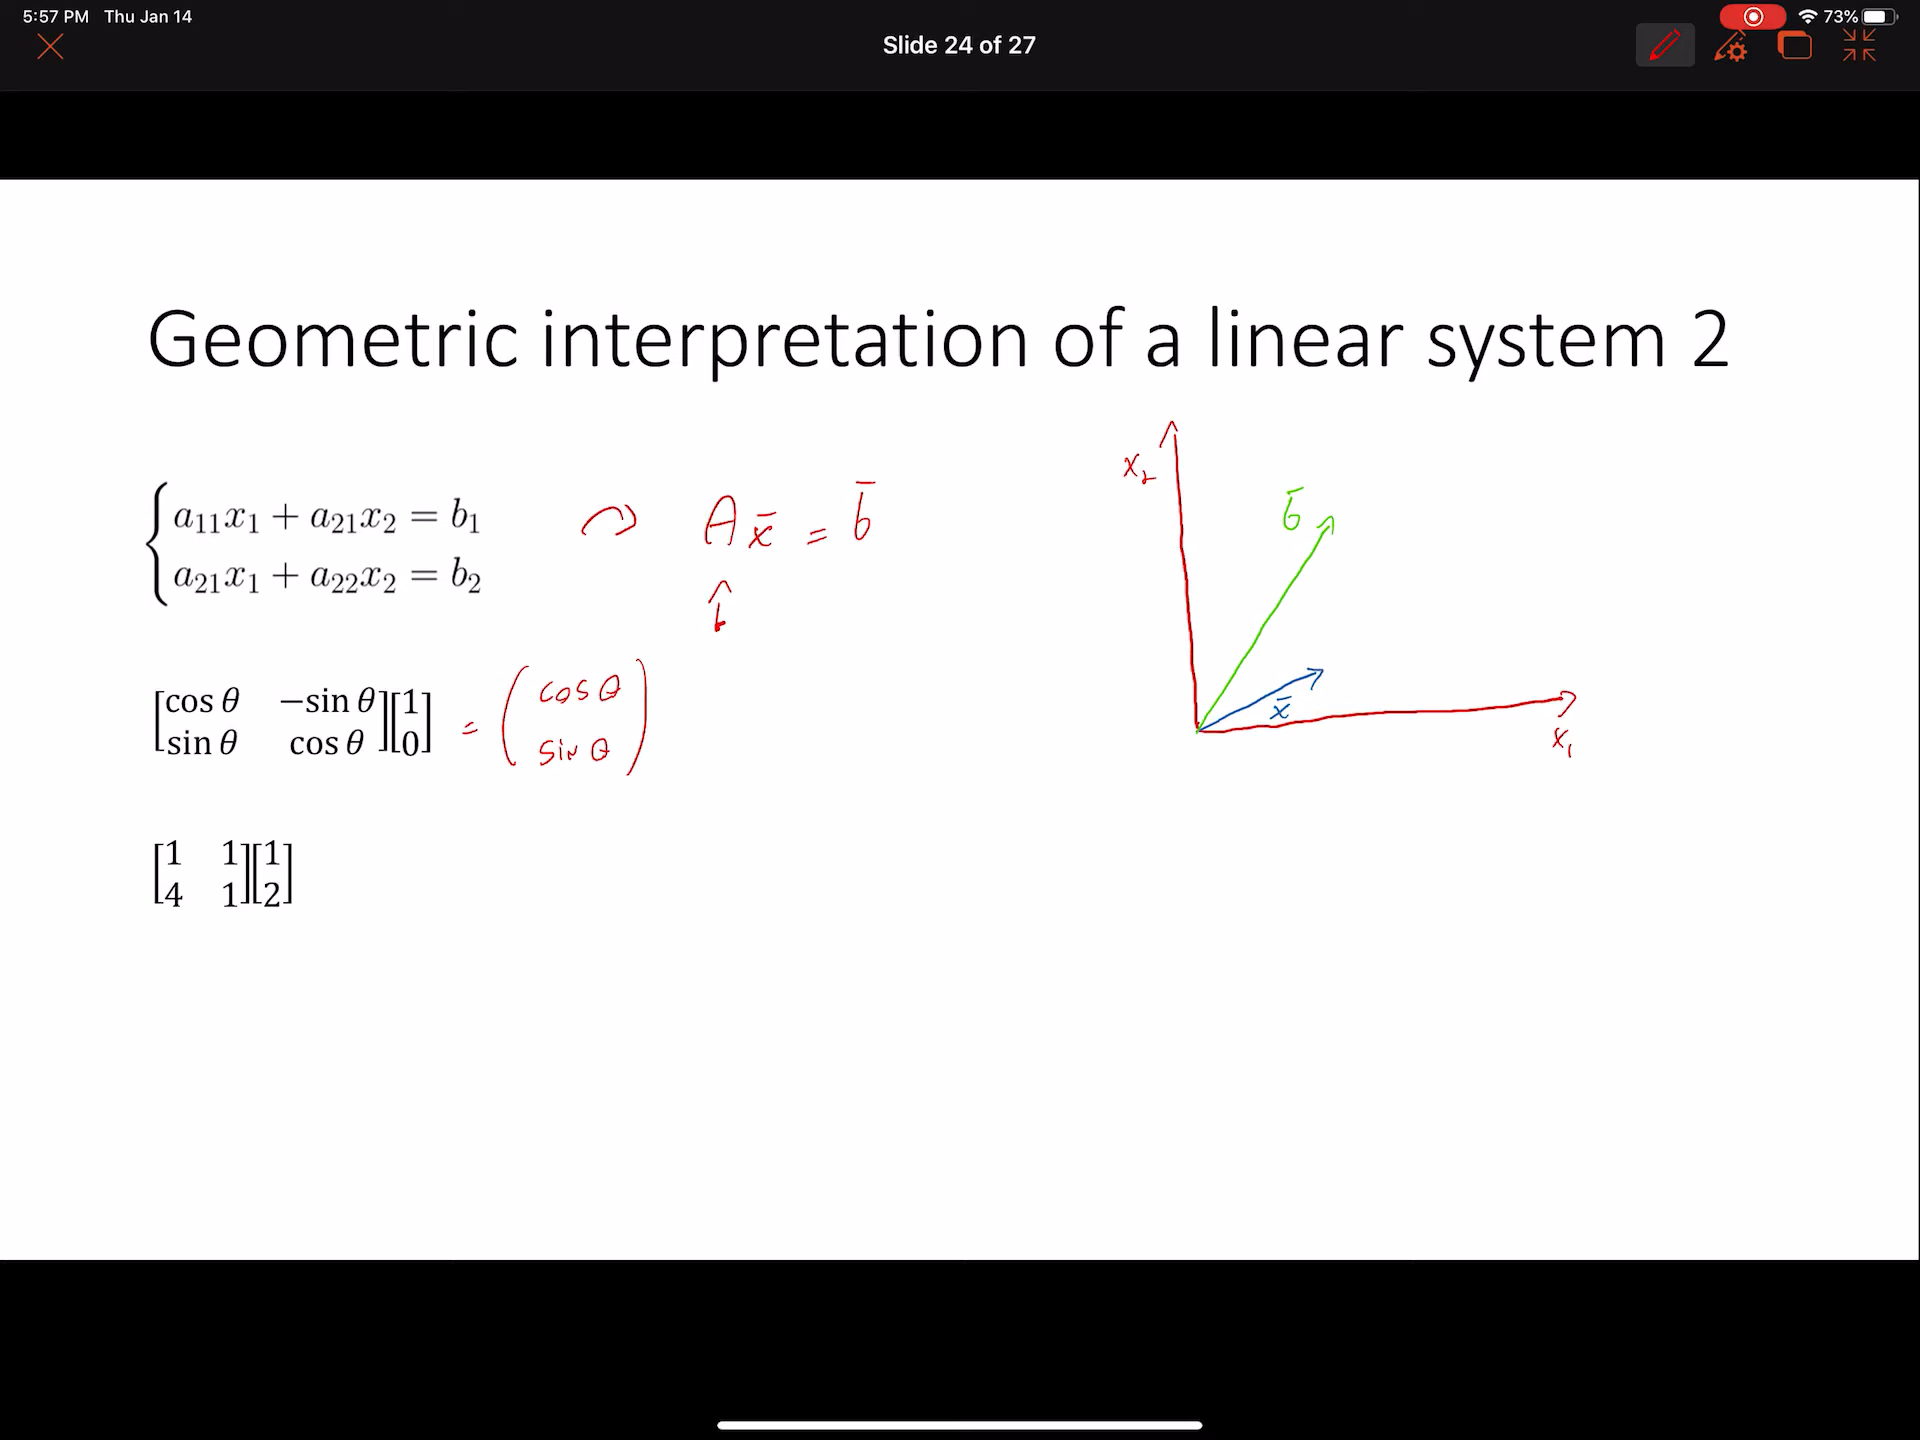 5:57 PM Thu Jan 14
73%
Slide 24 of 27
Geometric interpretation of a linear system 2
a₁₁x₁ + a₂₁x₂ = b₁
a₂₁x₁ + a₂₂x₂ = b₂
A x̄ = b̄
[cos θ −sin θ][1] = (cos θ)
[sin θ cos θ][0] (sin θ)
[1 1][1]
[4 1][2]
x₂
b̄
x̄
x₁